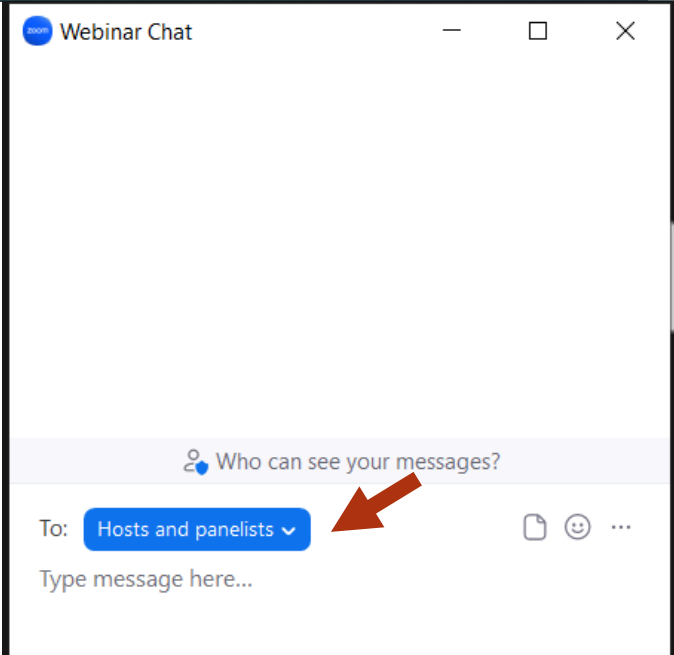 zoom Webinar Chat
Who can see your messages?
To: Hosts and panelists
Type message here...